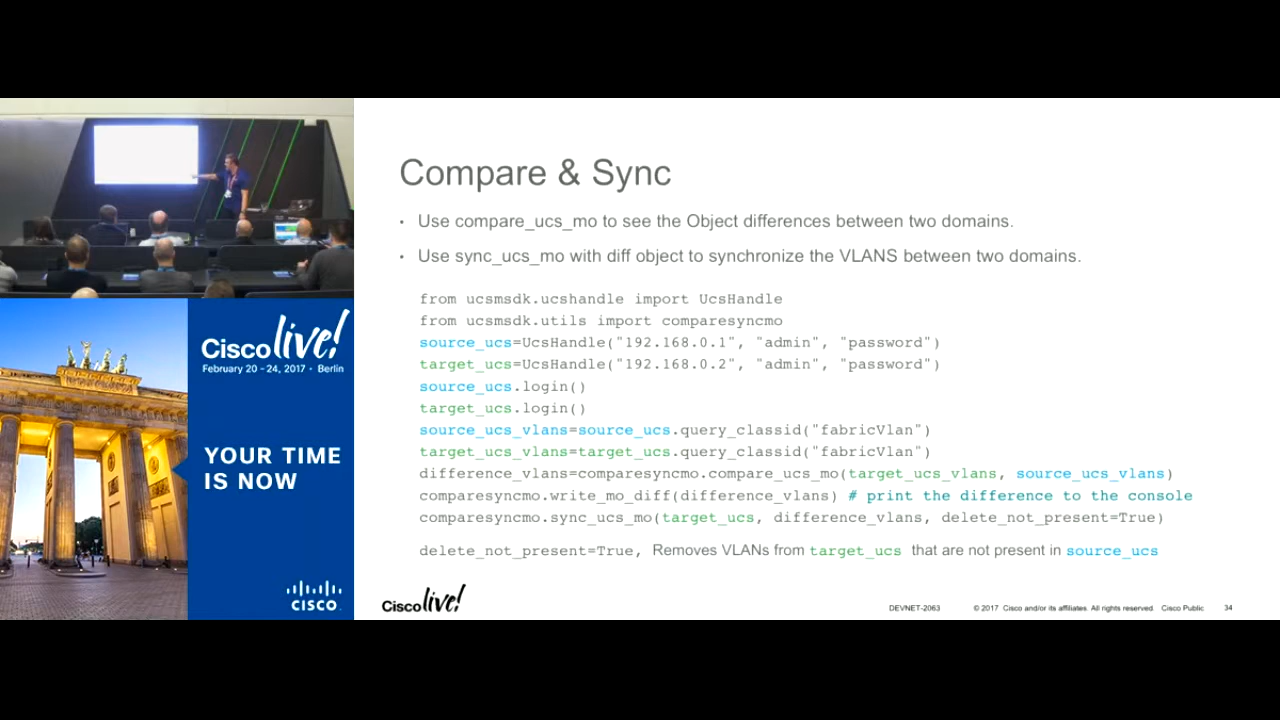 Compare & Sync
• Use compare_ucs_mo to see the Object differences between two domains.
• Use sync_ucs_mo with diff object to synchronize the VLANS between two domains.
from ucsmsdk.ucshandle import UcsHandle
from ucsmsdk.utils import comparesyncmo
source_ucs=UcsHandle("192.168.0.1", "admin", "password")
target_ucs=UcsHandle("192.168.0.2", "admin", "password")
source_ucs.login()
target_ucs.login()
source_ucs_vlans=source_ucs.query_classid("fabricVlan")
target_ucs_vlans=target_ucs.query_classid("fabricVlan")
difference_vlans=comparesyncmo.compare_ucs_mo(target_ucs_vlans, source_ucs_vlans)
comparesyncmo.write_mo_diff(difference_vlans) # print the difference to the console
comparesyncmo.sync_ucs_mo(target_ucs, difference_vlans, delete_not_present=True)
delete_not_present=True, Removes VLANs from target_ucs that are not present in source_ucs
Cisco live!
DEVNET-2063 © 2017 Cisco and/or its affiliates. All rights reserved. Cisco Public 34
Cisco live!
February 20 - 24, 2017 • Berlin
YOUR TIME
IS NOW
CISCO